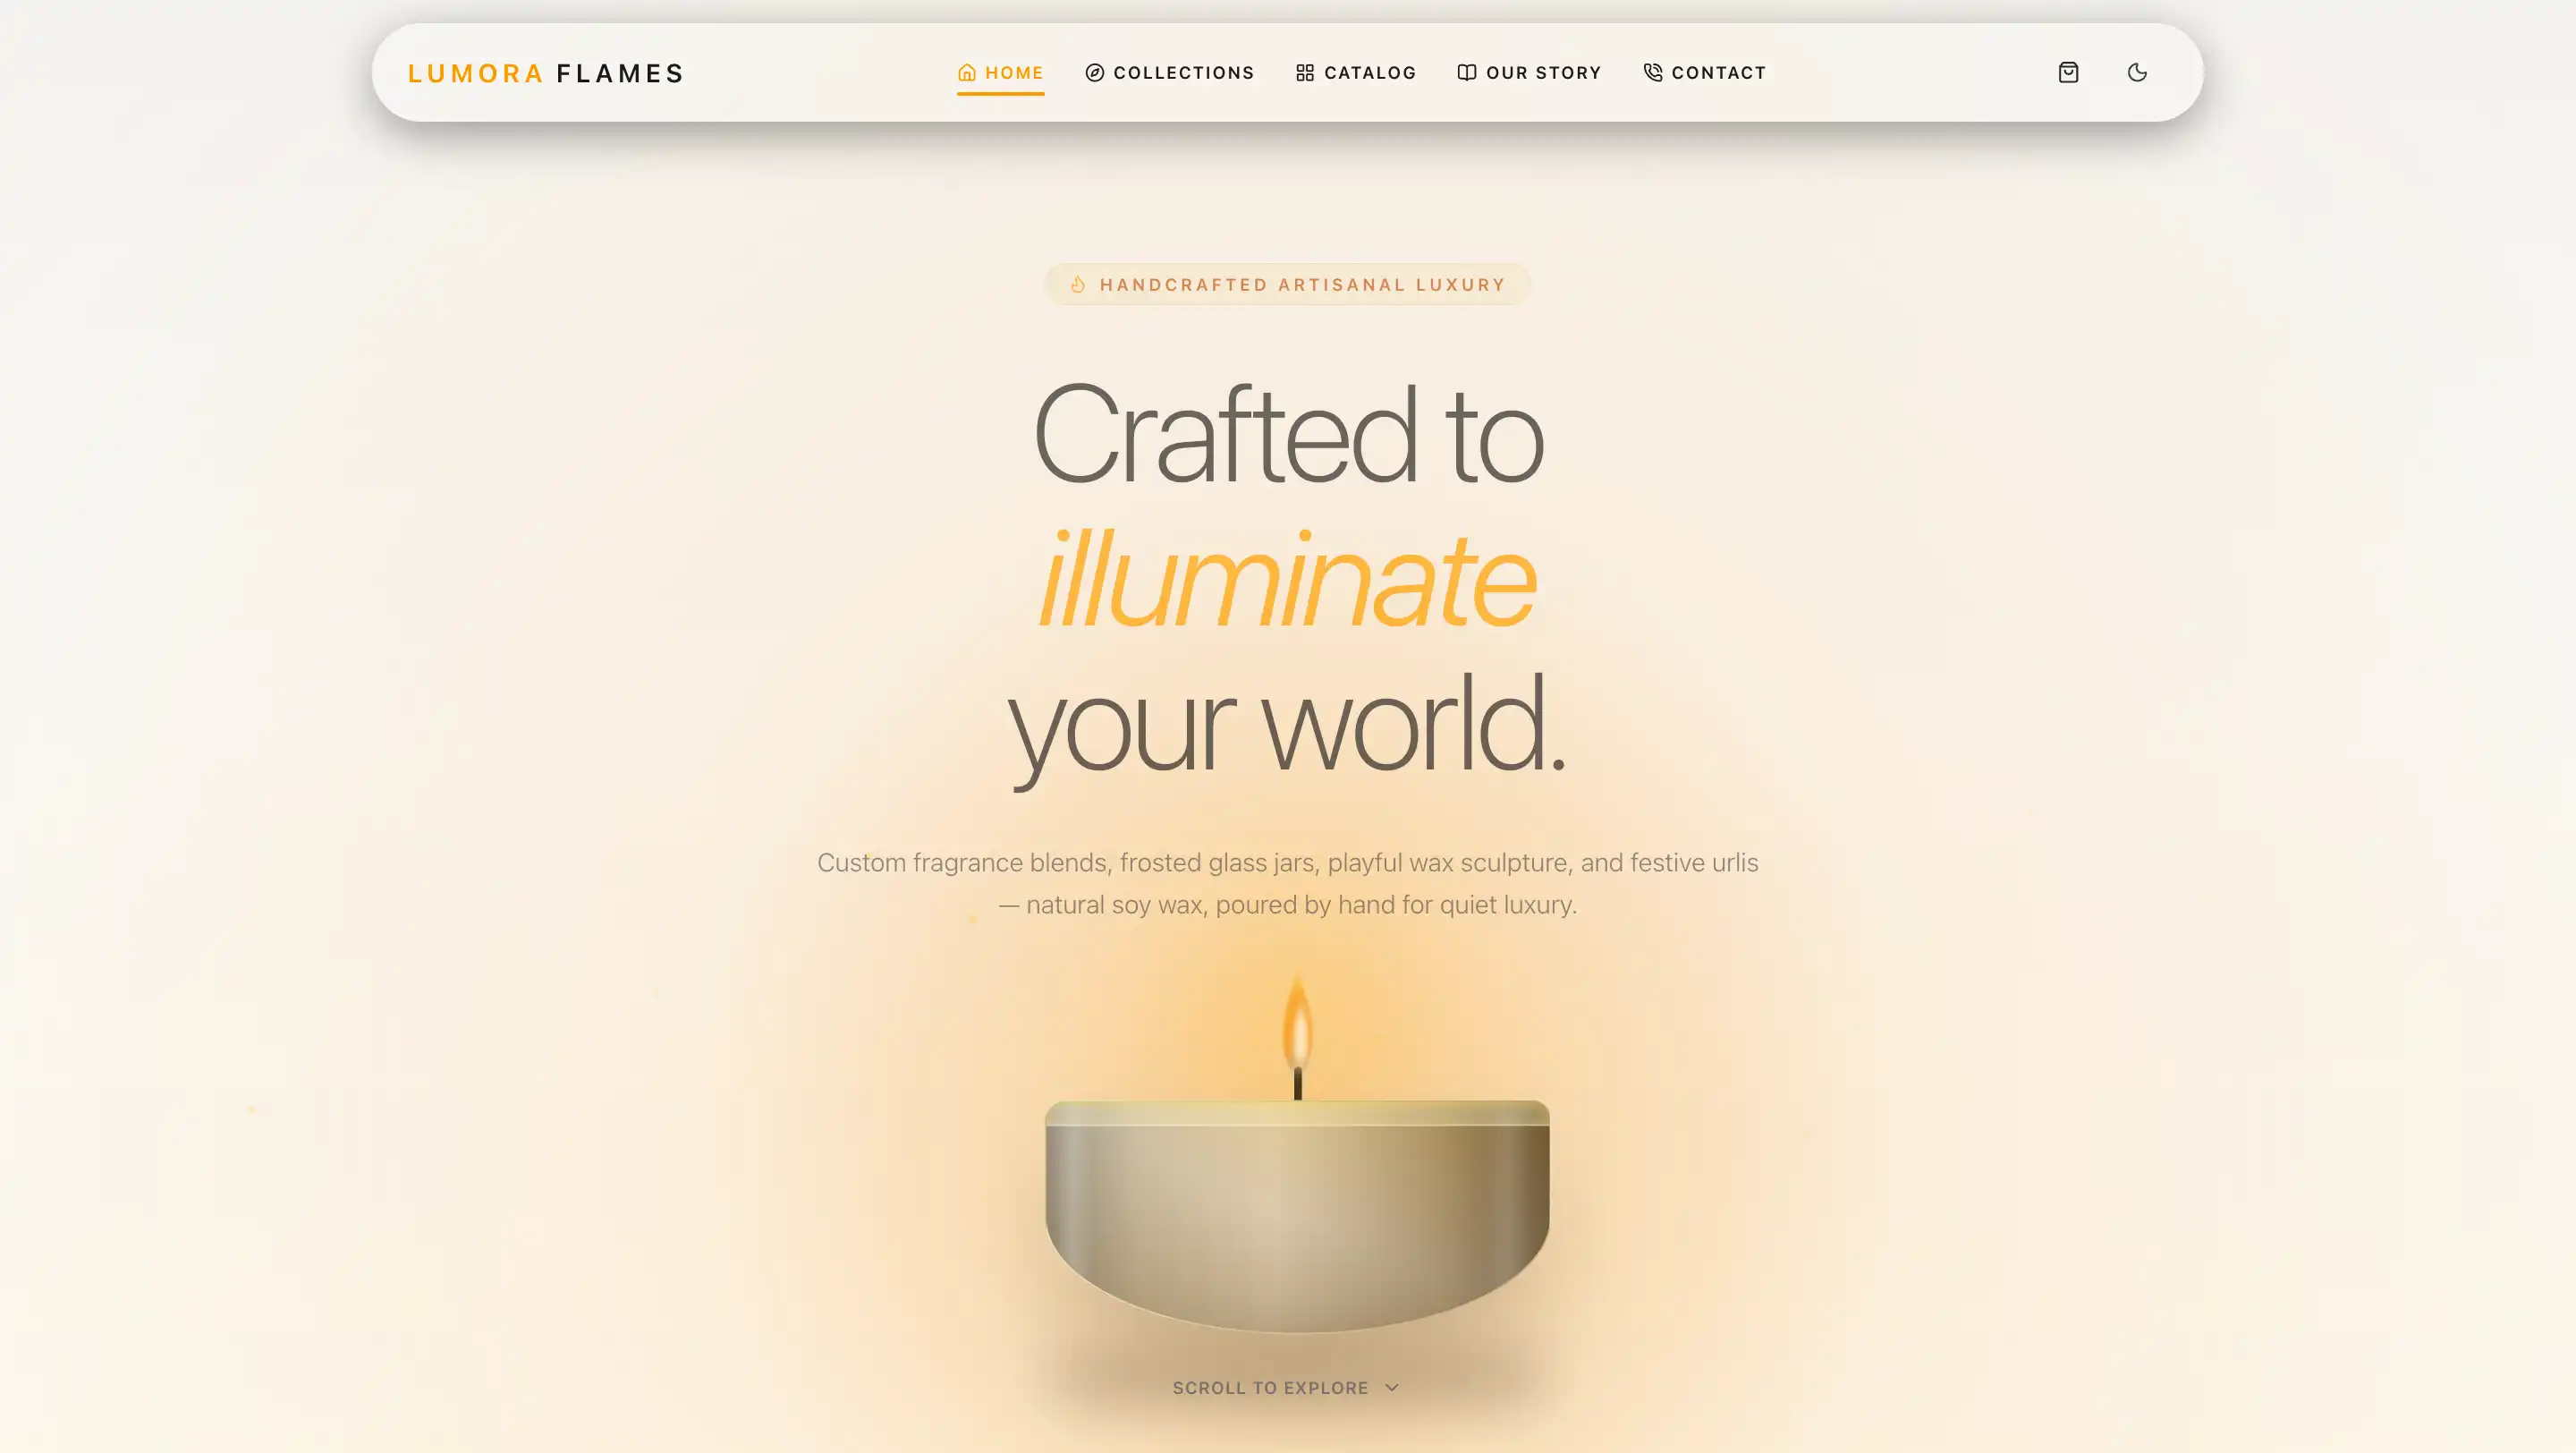 LUMORA FLAMES
HOME
COLLECTIONS
CATALOG
OUR STORY
CONTACT
HANDCRAFTED ARTISANAL LUXURY
Crafted to
illuminate
your world.
Custom fragrance blends, frosted glass jars, playful wax sculpture, and festive urlis
— natural soy wax, poured by hand for quiet luxury.
SCROLL TO EXPLORE